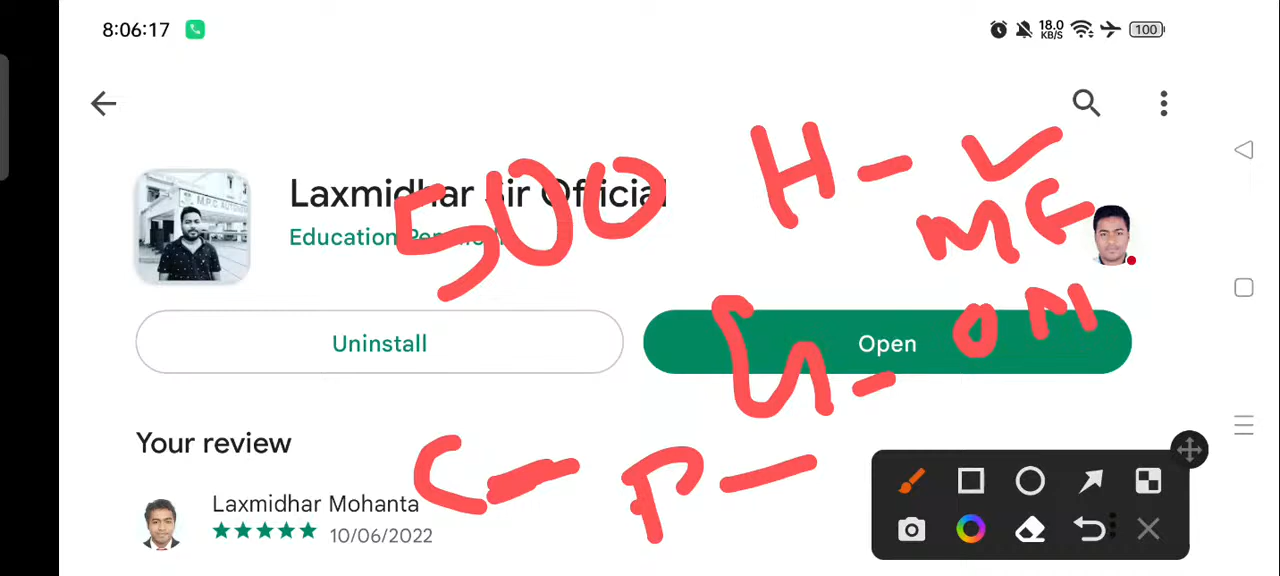 8:06:17 18.0 KB/S 100
Laxmidhar Sir Official
500 H - ✓
Education
MF
Uninstall
Open
OM
G -
Your review
C - P -
Laxmidhar Mohanta
★★★★★ 10/06/2022